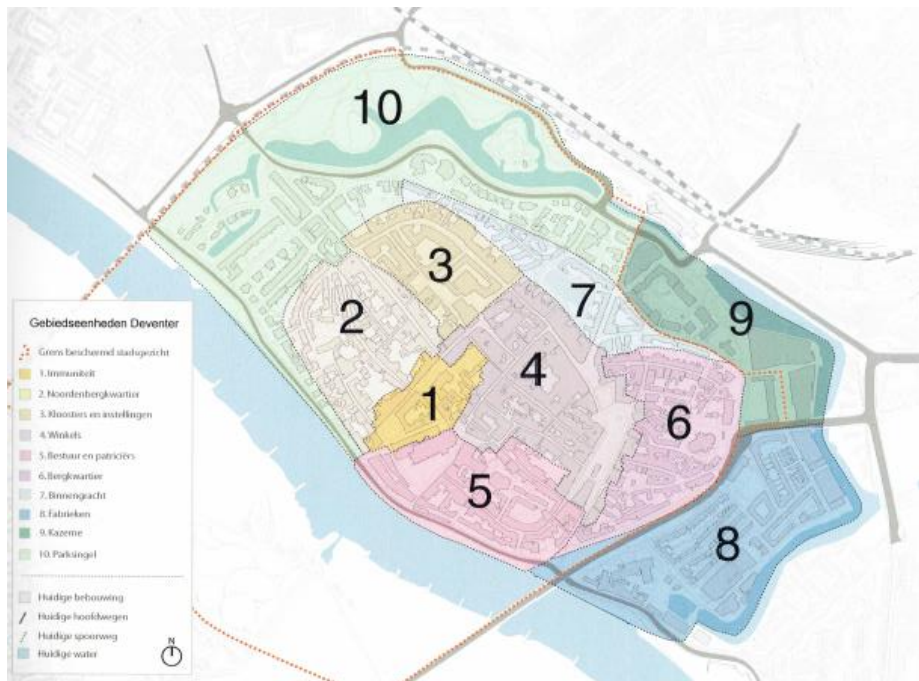 10
3
7
2
9
4
1
6
5
8
Gebiedseenheden Deventer
Grens beschermd stadsgezicht
1. Immuniteit
2. Noordenbergkwartier
3. Kloosters en instellingen
4. Winkels
5. Bestuur en patriciërs
6. Bergkwartier
7. Binnengracht
8. Fabrieken
9. Kazerne
10. Parksingel
Huidige bebouwing
Huidige hoofdwegen
Huidige spoorweg
Huidige water
N